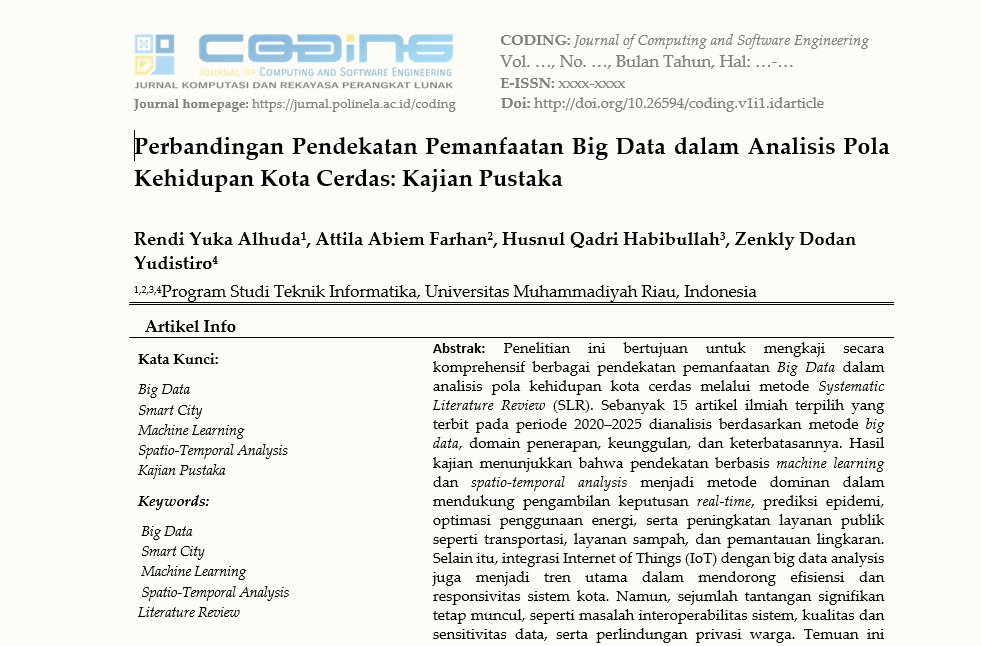 CODING
JOURNAL OF COMPUTING AND SOFTWARE ENGINEERING
JURNAL KOMPUTASI DAN REKAYASA PERANGKAT LUNAK
Journal homepage: https://jurnal.polinela.ac.id/coding
CODING: Journal of Computing and Software Engineering
Vol. …, No. …, Bulan Tahun, Hal: …-…
E-ISSN: xxxx-xxxx
Doi: http://doi.org/10.26594/coding.v1i1.idarticle
Perbandingan Pendekatan Pemanfaatan Big Data dalam Analisis Pola
Kehidupan Kota Cerdas: Kajian Pustaka
Rendi Yuka Alhuda¹, Attila Abiem Farhan², Husnul Qadri Habibullah³, Zenkly Dodan
Yudistiro⁴
1,2,3,4Program Studi Teknik Informatika, Universitas Muhammadiyah Riau, Indonesia
Artikel Info
Kata Kunci:
Big Data
Smart City
Machine Learning
Spatio-Temporal Analysis
Kajian Pustaka
Keywords:
Big Data
Smart City
Machine Learning
Spatio-Temporal Analysis
Literature Review
Abstrak: Penelitian ini bertujuan untuk mengkaji secara
komprehensif berbagai pendekatan pemanfaatan Big Data dalam
analisis pola kehidupan kota cerdas melalui metode Systematic
Literature Review (SLR). Sebanyak 15 artikel ilmiah terpilih yang
terbit pada periode 2020–2025 dianalisis berdasarkan metode big
data, domain penerapan, keunggulan, dan keterbatasannya. Hasil
kajian menunjukkan bahwa pendekatan berbasis machine learning
dan spatio-temporal analysis menjadi metode dominan dalam
mendukung pengambilan keputusan real-time, prediksi epidemi,
optimasi penggunaan energi, serta peningkatan layanan publik
seperti transportasi, layanan sampah, dan pemantauan lingkaran.
Selain itu, integrasi Internet of Things (IoT) dengan big data analysis
juga menjadi tren utama dalam mendorong efisiensi dan
responsivitas sistem kota. Namun, sejumlah tantangan signifikan
tetap muncul, seperti masalah interoperabilitas sistem, kualitas dan
sensitivitas data, serta perlindungan privasi warga. Temuan ini